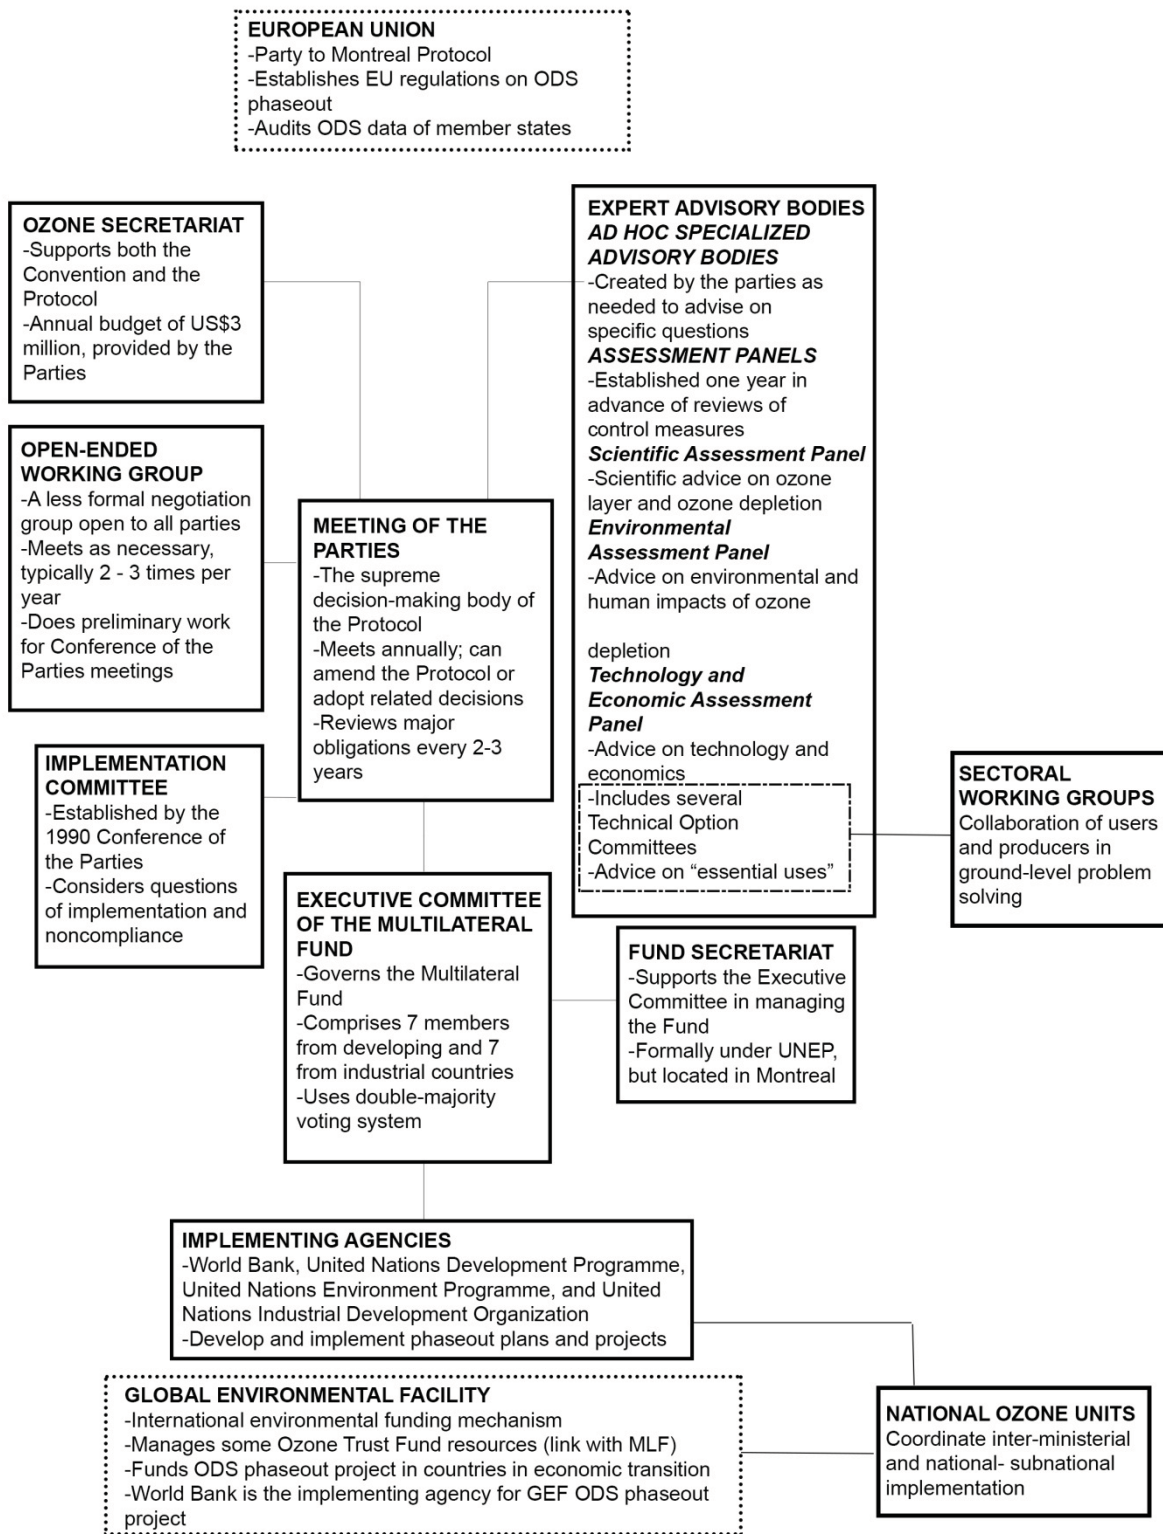 EUROPEAN UNION
-Party to Montreal Protocol
-Establishes EU regulations on ODS
phaseout
-Audits ODS data of member states
OZONE SECRETARIAT
-Supports both the
Convention and the
Protocol
-Annual budget of US$3
million, provided by the
Parties
EXPERT ADVISORY BODIES
AD HOC SPECIALIZED
ADVISORY BODIES
-Created by the parties as
needed to advise on
specific questions
ASSESSMENT PANELS
-Established one year in
advance of reviews of
control measures
Scientific Assessment Panel
-Scientific advice on ozone
layer and ozone depletion
Environmental
Assessment Panel
-Advice on environmental and
human impacts of ozone
depletion
Technology and
Economic Assessment
Panel
-Advice on technology and
economics
-Includes several
Technical Option
Committees
-Advice on “essential uses”
OPEN-ENDED
WORKING GROUP
-A less formal negotiation
group open to all parties
-Meets as necessary,
typically 2 - 3 times per
year
-Does preliminary work
for Conference of the
Parties meetings
MEETING OF THE
PARTIES
-The supreme
decision-making body of
the Protocol
-Meets annually; can
amend the Protocol or
adopt related decisions
-Reviews major
obligations every 2-3
years
IMPLEMENTATION
COMMITTEE
-Established by the
1990 Conference of
the Parties
-Considers questions
of implementation and
noncompliance
SECTORAL
WORKING GROUPS
Collaboration of users
and producers in
ground-level problem
solving
EXECUTIVE COMMITTEE
OF THE MULTILATERAL
FUND
-Governs the Multilateral
Fund
-Comprises 7 members
from developing and 7
from industrial countries
-Uses double-majority
voting system
FUND SECRETARIAT
-Supports the Executive
Committee in managing
the Fund
-Formally under UNEP,
but located in Montreal
IMPLEMENTING AGENCIES
-World Bank, United Nations Development Programme,
United Nations Environment Programme, and United
Nations Industrial Development Organization
-Develop and implement phaseout plans and projects
GLOBAL ENVIRONMENTAL FACILITY
-International environmental funding mechanism
-Manages some Ozone Trust Fund resources (link with MLF)
-Funds ODS phaseout project in countries in economic transition
-World Bank is the implementing agency for GEF ODS phaseout
project
NATIONAL OZONE UNITS
Coordinate inter-ministerial
and national- subnational
implementation